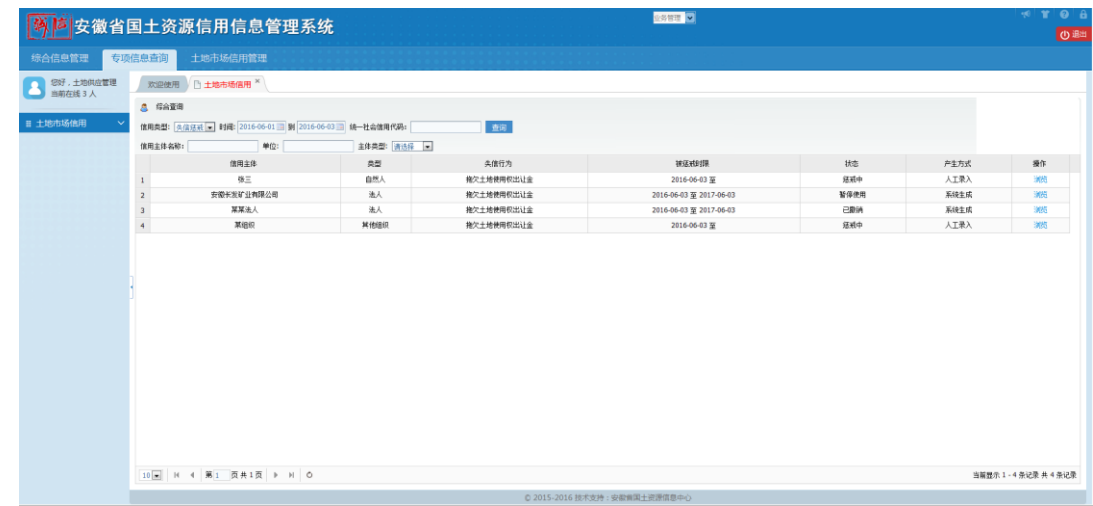 诚信 安徽省国土资源信用信息管理系统
业务管理
退出
综合信息管理 专项信息查询 土地市场信用管理
您好，土地供应管理
当前在线 3 人
欢迎使用 土地市场信用 ×
土地市场信用
综合查询
信用类型: 失信惩戒 时间: 2016-06-01 到 2016-06-03 统一社会信用代码: 查询
信用主体名称: 单位: 主体类型: 请选择
信用主体 类型 失信行为 被惩戒时限 状态 产生方式 操作
1 张三 自然人 拖欠土地使用权出让金 2016-06-03 至 惩戒中 人工录入 浏览
2 安徽长发矿业有限公司 法人 拖欠土地使用权出让金 2016-06-03 至 2017-06-03 暂停使用 系统生成 浏览
3 某某法人 法人 拖欠土地使用权出让金 2016-06-03 至 2017-06-03 已撤销 系统生成 浏览
4 某组织 其他组织 拖欠土地使用权出让金 2016-06-03 至 惩戒中 人工录入 浏览
10 第 1 页 共 1 页 当前显示 1 - 4 条记录 共 4 条记录
© 2015-2016 技术支持：安徽省国土资源信息中心